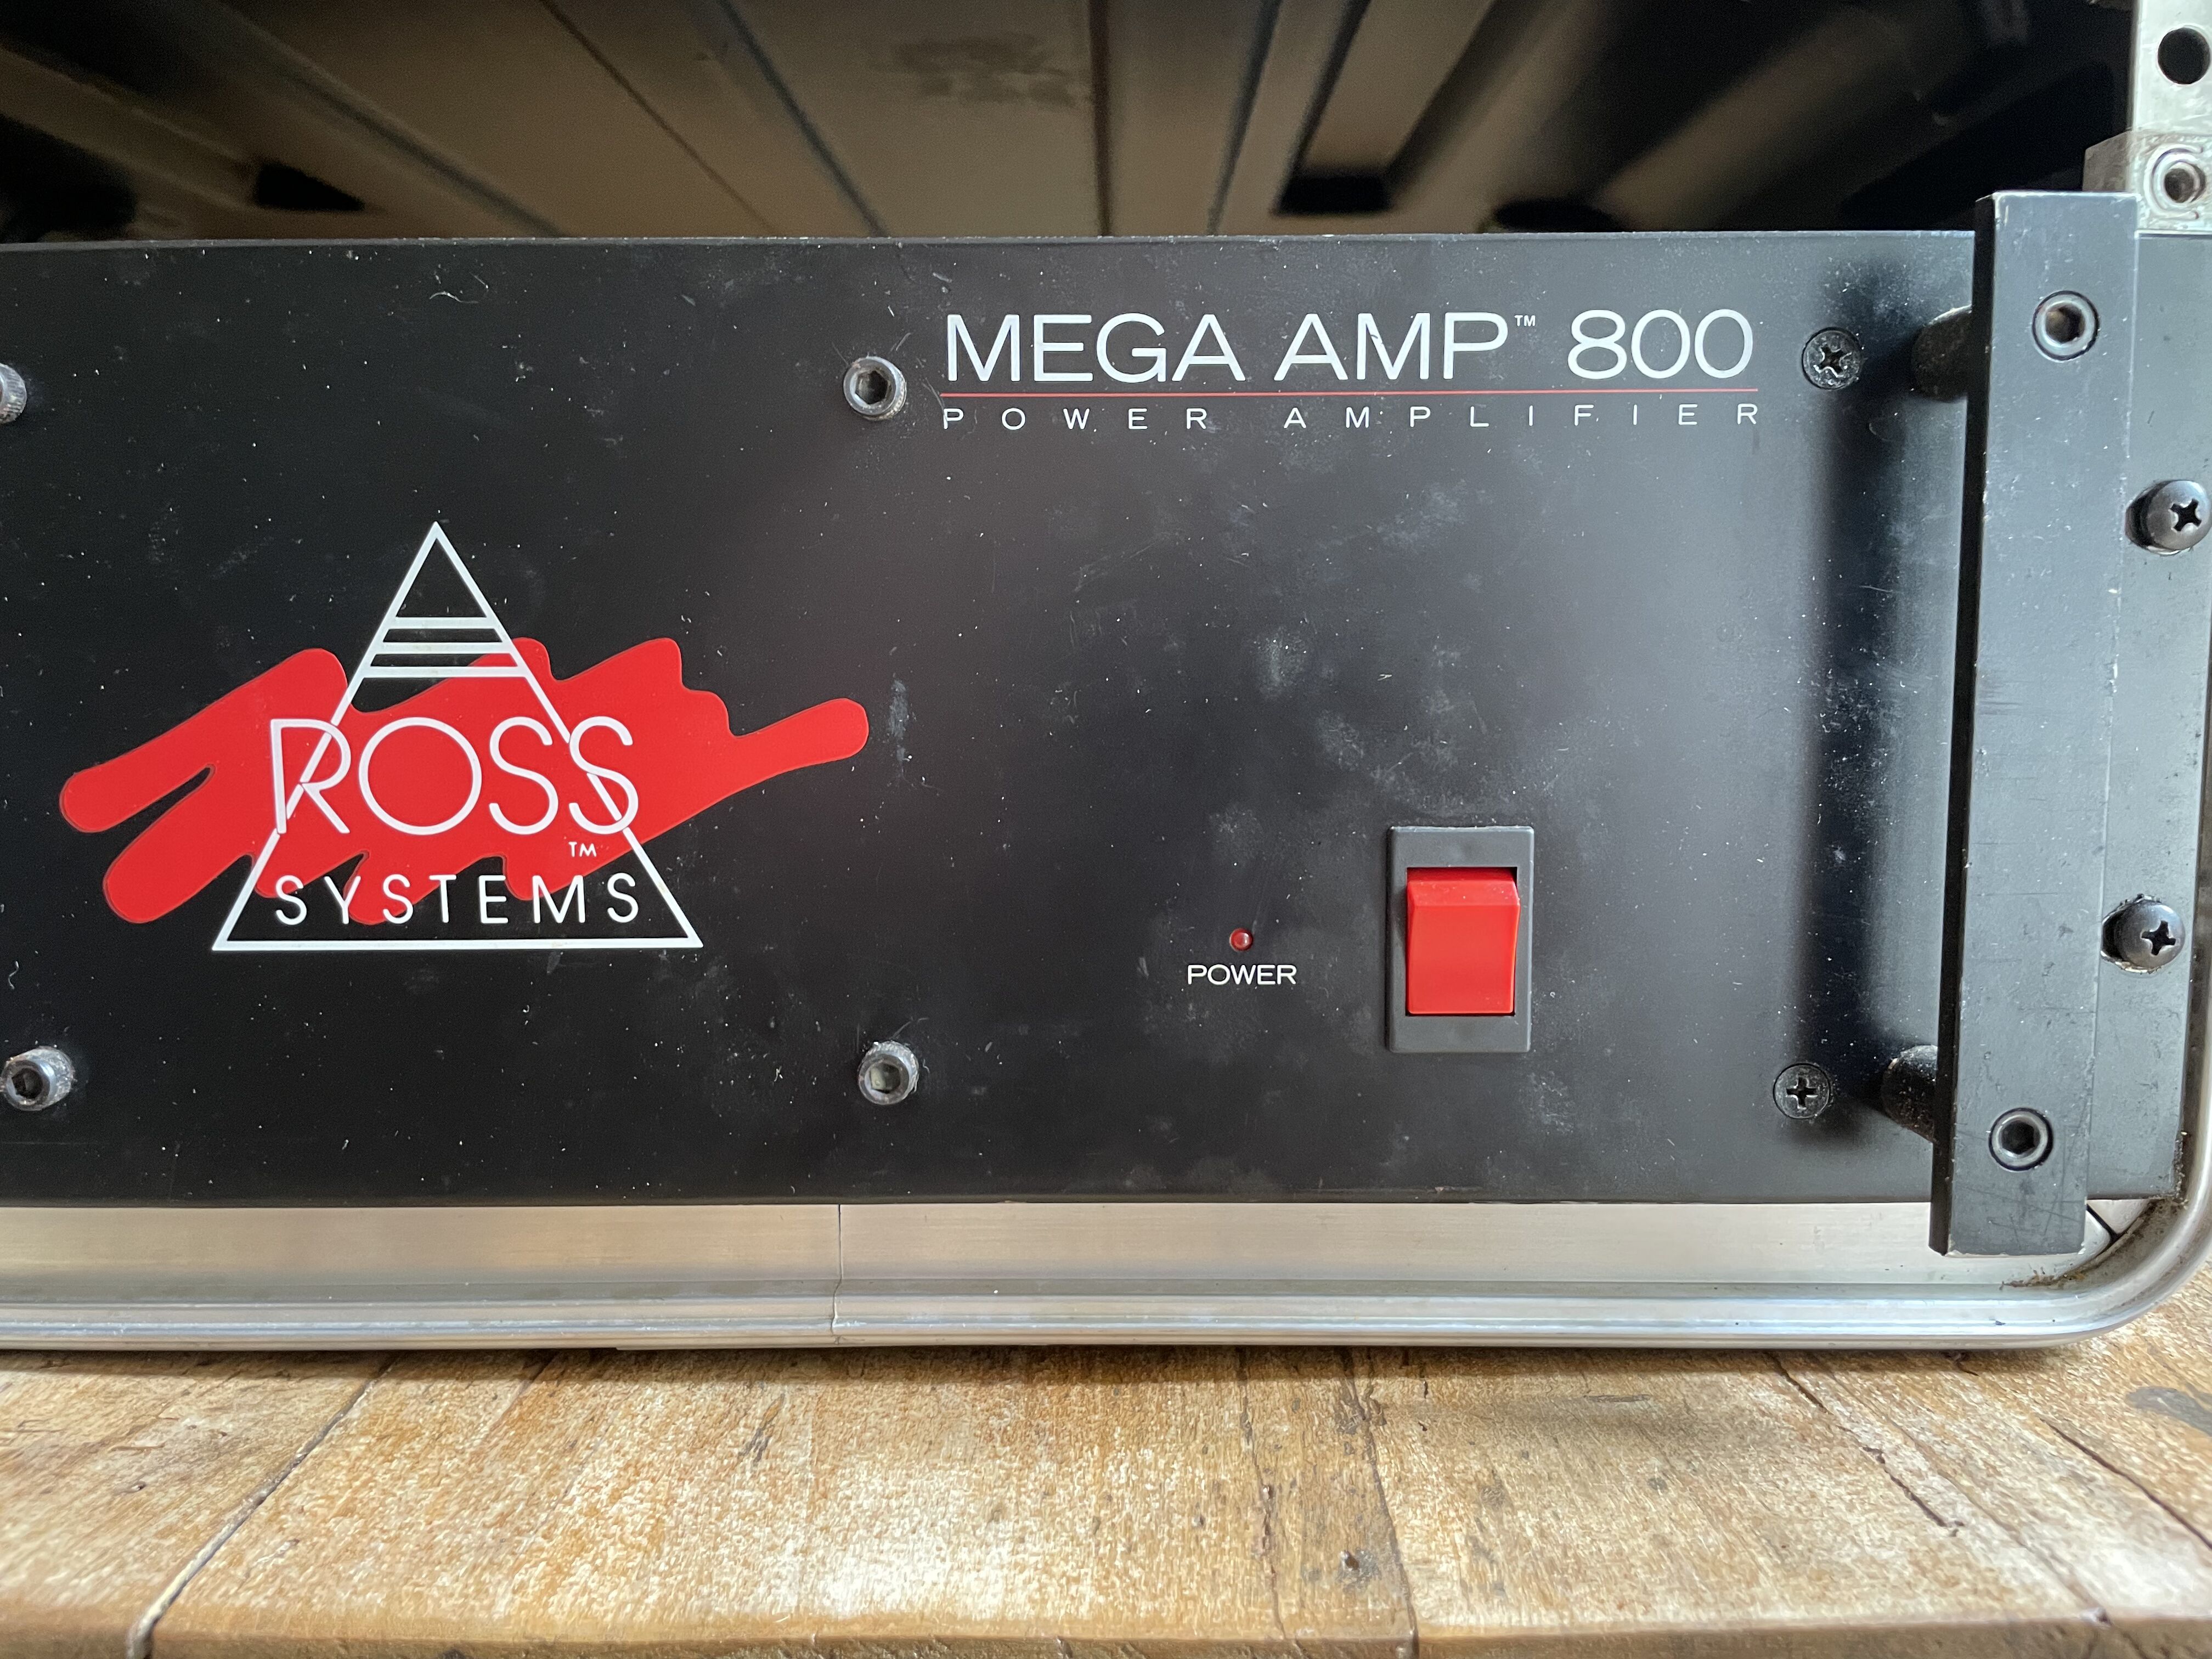 MEGA AMP™ 800
POWER AMPLIFIER
ROSS
TM
SYSTEMS
POWER